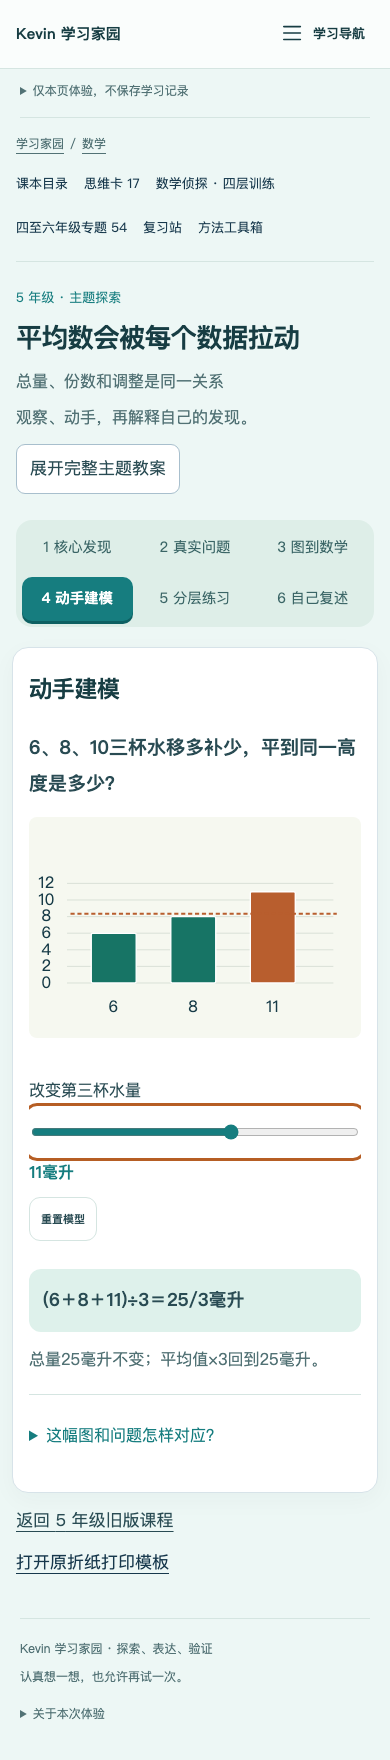 Kevin 学习家园
学习导航
仅本页体验，不保存学习记录
学习家园 / 数学
课本目录 思维卡 17 数学侦探 · 四层训练
四至六年级专题 54 复习站 方法工具箱
5 年级 · 主题探索
平均数会被每个数据拉动
总量、份数和调整是同一关系
观察、动手，再解释自己的发现。
展开完整主题教案
1 核心发现 2 真实问题 3 图到数学
4 动手建模 5 分层练习 6 自己复述
动手建模
6、8、10三杯水移多补少，平到同一高
度是多少？
12
10
8
6
4
2
0
6 8 11
改变第三杯水量
11毫升
重置模型
(6＋8＋11)÷3＝25/3毫升
总量25毫升不变；平均值×3回到25毫升。
这幅图和问题怎样对应？
返回 5 年级旧版课程
打开原折纸打印模板
Kevin 学习家园 · 探索、表达、验证
认真想一想，也允许再试一次。
关于本次体验